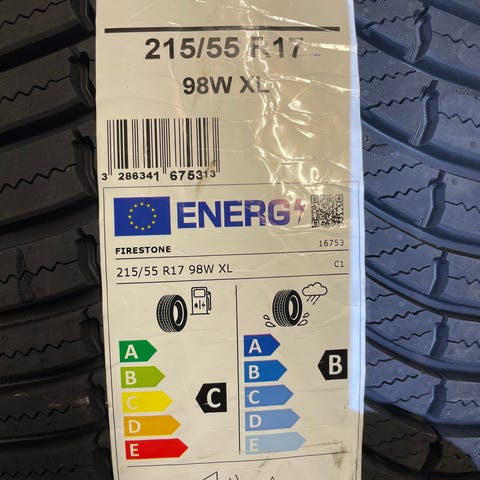 215/55 R17
98W XL
3 286341 675313
ENERG
FIRESTONE
16753
215/55 R17 98W XL
C1
A
B
C
D
E
C
A
B
C
D
E
B